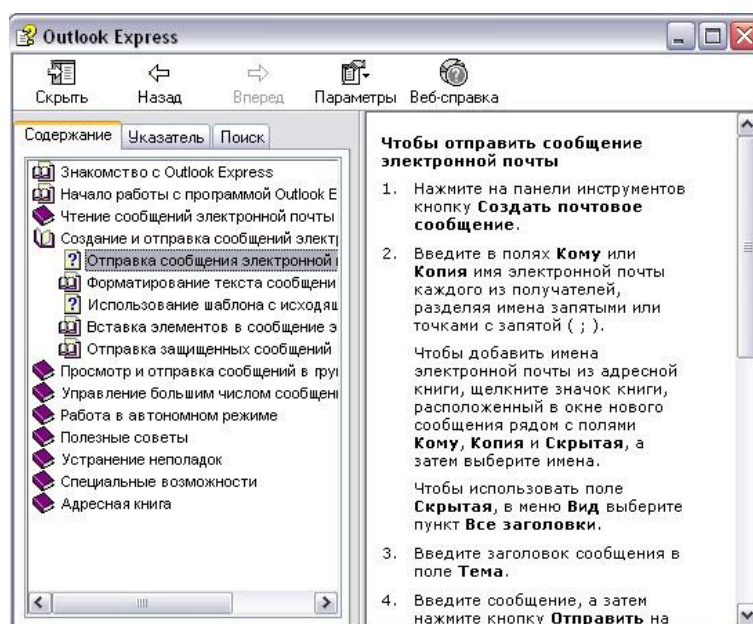 Outlook Express
Скрыть Назад Вперед Параметры Веб-справка
Содержание Указатель Поиск
Знакомство с Outlook Express
Начало работы с программой Outlook E
Чтение сообщений электронной почты
Создание и отправка сообщений элект
Отправка сообщения электронной
Форматирование текста сообщени
Использование шаблона с исходящ
Вставка элементов в сообщение э
Отправка защищенных сообщений
Просмотр и отправка сообщений в гру
Управление большим числом сообщен
Работа в автономном режиме
Полезные советы
Устранение неполадок
Специальные возможности
Адресная книга
Чтобы отправить сообщение
электронной почты
1. Нажмите на панели инструментов
кнопку Создать почтовое
сообщение.
2. Введите в полях Кому или
Копия имя электронной почты
каждого из получателей,
разделяя имена запятыми или
точками с запятой ( ; ).
Чтобы добавить имена
электронной почты из адресной
книги, щелкните значок книги,
расположенный в окне нового
сообщения рядом с полями
Кому, Копия и Скрытая, а
затем выберите имена.
Чтобы использовать поле
Скрытая, в меню Вид выберите
пункт Все заголовки.
3. Введите заголовок сообщения в
поле Тема.
4. Введите сообщение, а затем
нажмите кнопку Отправить на